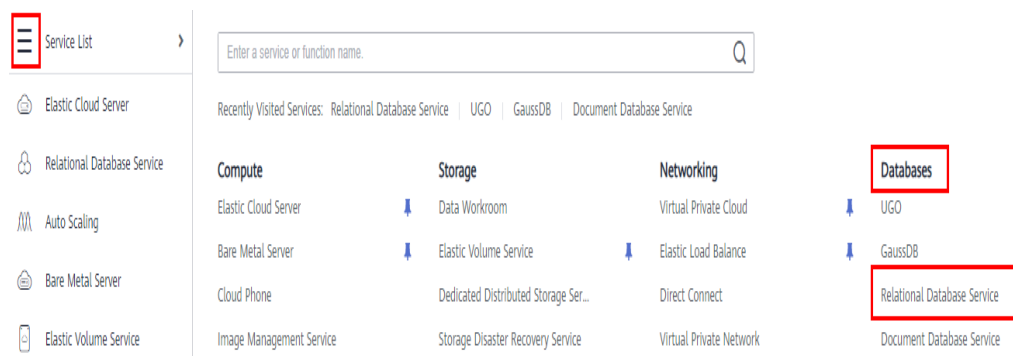 Service List
Elastic Cloud Server
Relational Database Service
Auto Scaling
Bare Metal Server
Elastic Volume Service
Enter a service or function name.
Recently Visited Services: Relational Database Service | UGO | GaussDB | Document Database Service
Compute
Elastic Cloud Server
Bare Metal Server
Cloud Phone
Image Management Service
Storage
Data Workroom
Elastic Volume Service
Dedicated Distributed Storage Ser...
Storage Disaster Recovery Service
Networking
Virtual Private Cloud
Elastic Load Balance
Direct Connect
Virtual Private Network
Databases
UGO
GaussDB
Relational Database Service
Document Database Service